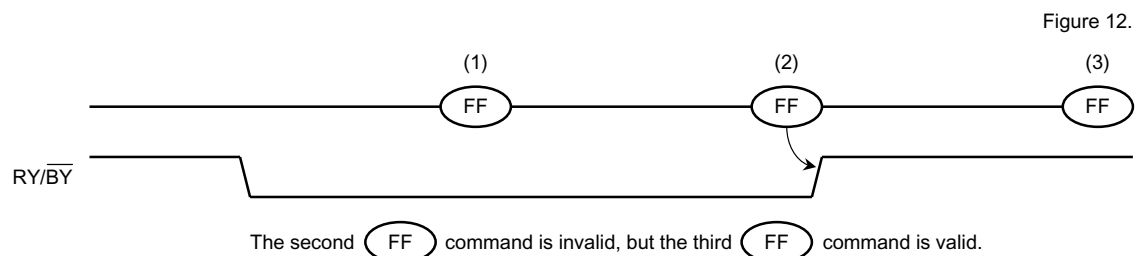 Figure 12.
(1) (2) (3)
FF FF FF
RY/B̅Y̅
The second FF command is invalid, but the third FF command is valid.